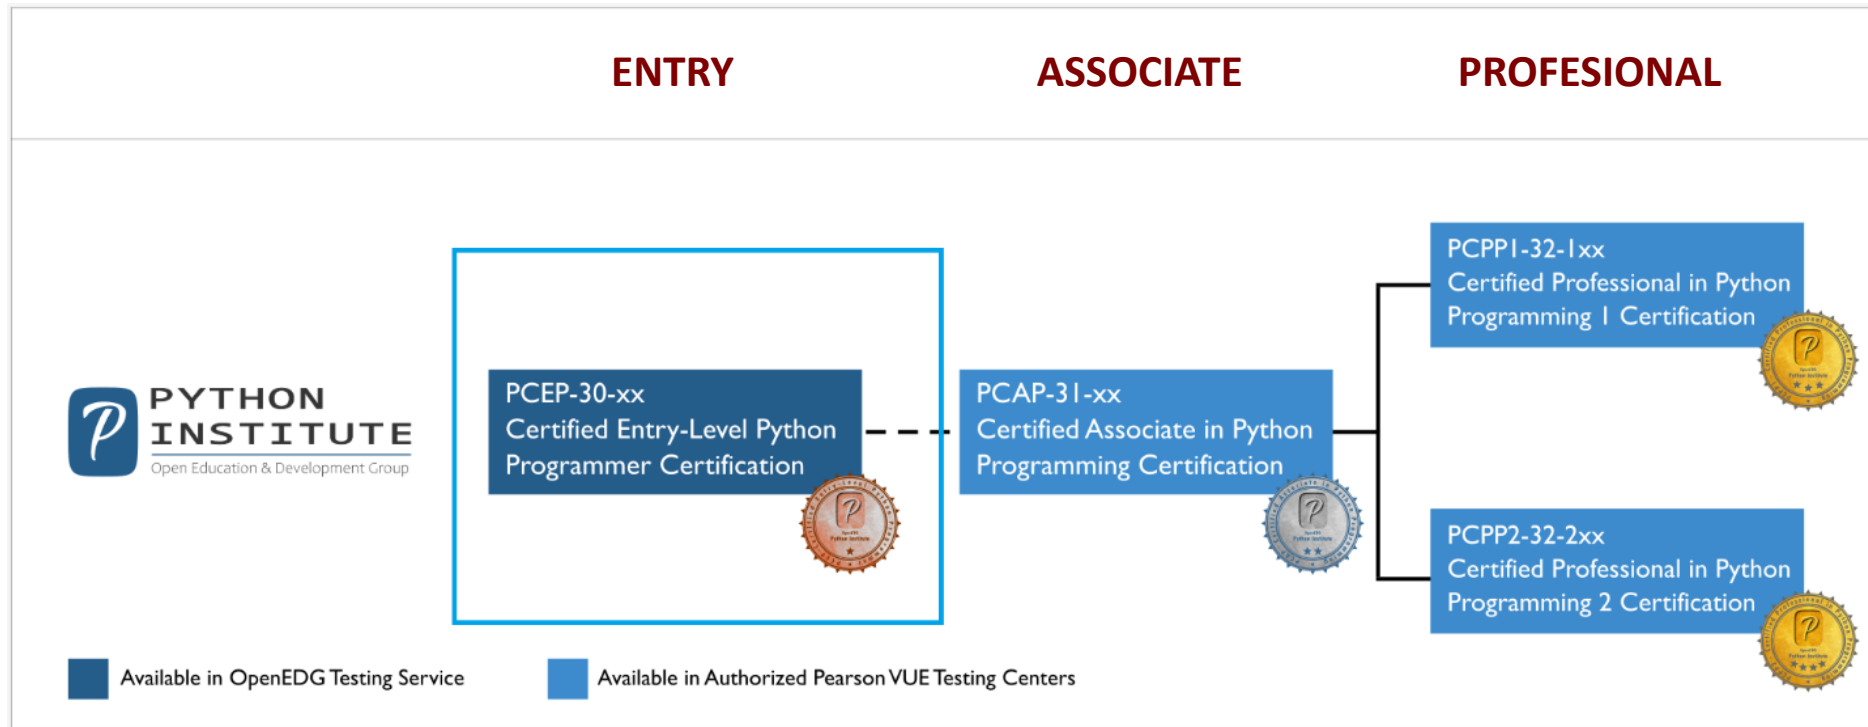 ENTRY
ASSOCIATE
PROFESIONAL
PCPP1-32-1xx
Certified Professional in Python
Programming 1 Certification
PYTHON
INSTITUTE
Open Education & Development Group
PCEP-30-xx
Certified Entry-Level Python
Programmer Certification
PCAP-31-xx
Certified Associate in Python
Programming Certification
PCPP2-32-2xx
Certified Professional in Python
Programming 2 Certification
Available in OpenEDG Testing Service
Available in Authorized Pearson VUE Testing Centers